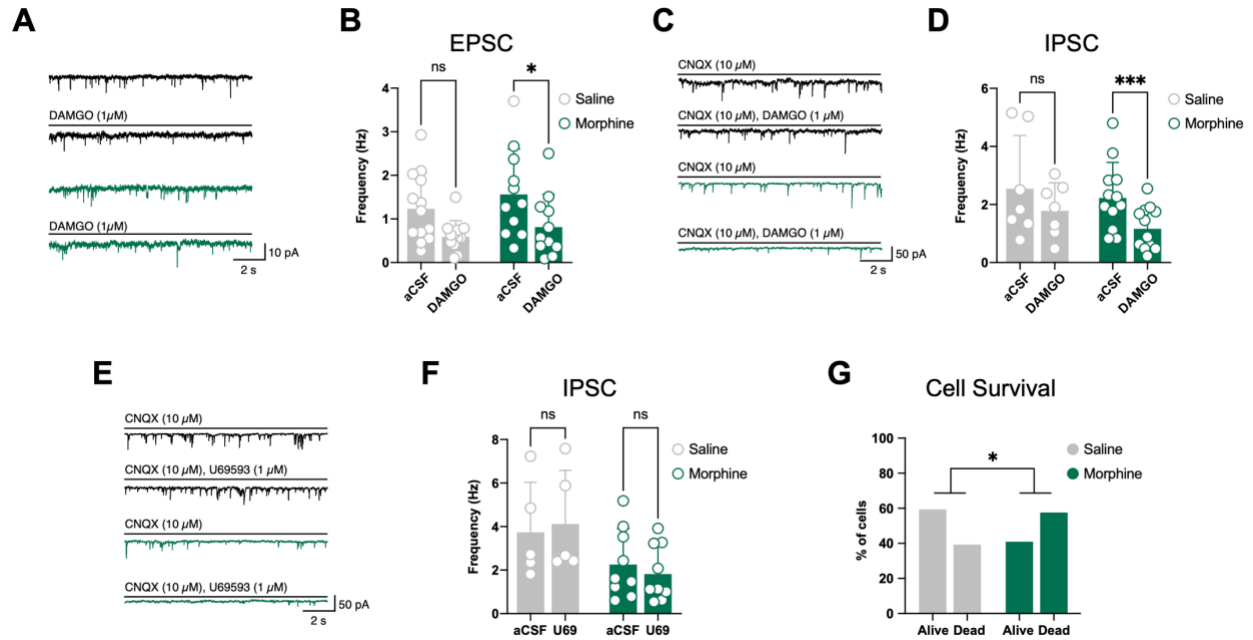 A
DAMGO (1µM)
DAMGO (1µM)
10 pA
2 s
B
EPSC
ns
*
Saline
Morphine
Frequency (Hz)
4
3
2
1
0
aCSF
DAMGO
aCSF
DAMGO
C
CNQX (10 µM)
CNQX (10 µM), DAMGO (1 µM)
CNQX (10 µM)
CNQX (10 µM), DAMGO (1 µM)
50 pA
2 s
D
IPSC
ns
***
Saline
Morphine
Frequency (Hz)
6
4
2
0
aCSF
DAMGO
aCSF
DAMGO
E
CNQX (10 µM)
CNQX (10 µM), U69593 (1 µM)
CNQX (10 µM)
CNQX (10 µM), U69593 (1 µM)
50 pA
2 s
F
IPSC
ns
ns
Saline
Morphine
Frequency (Hz)
8
6
4
2
0
aCSF U69
aCSF U69
G
Cell Survival
*
Saline
Morphine
% of cells
100
80
60
40
20
0
Alive Dead
Alive Dead